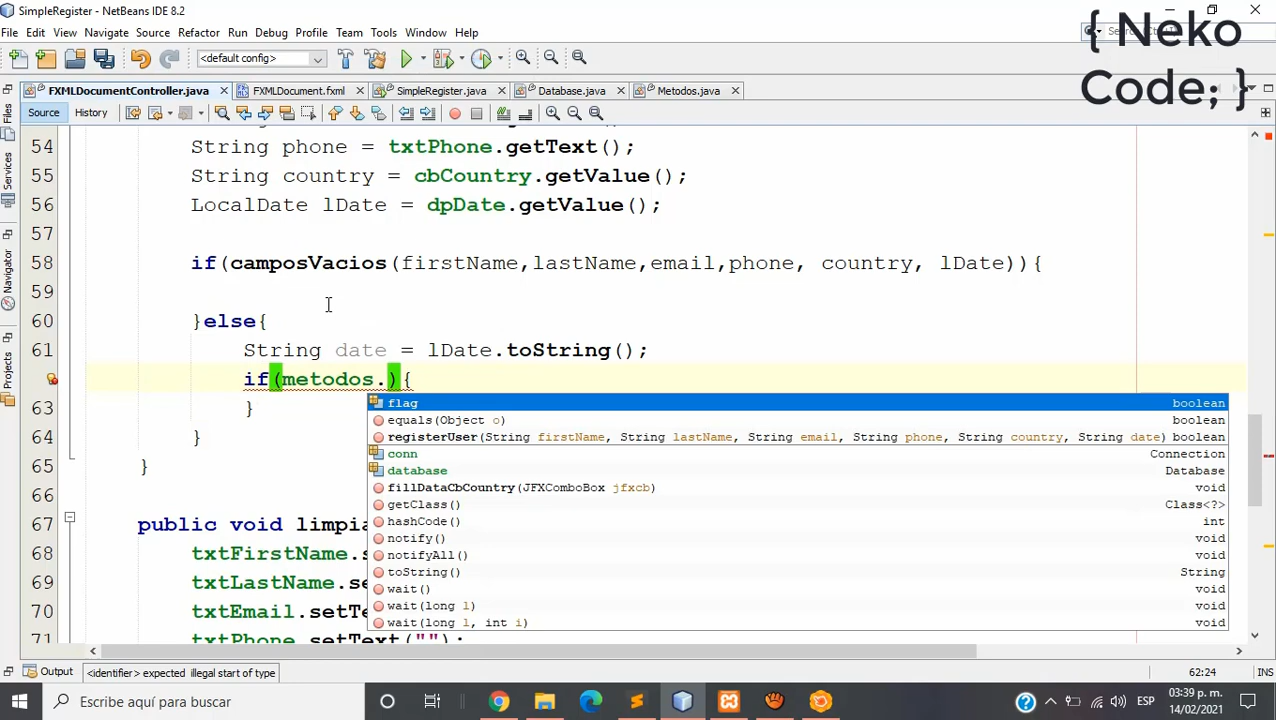 SimpleRegister - NetBeans IDE 8.2
File Edit View Navigate Source Refactor Run Debug Profile Team Tools Window Help
{ Neko
Code; }
<default config>
FXMLDocumentController.java FXMLDocument.fxml SimpleRegister.java Database.java Metodos.java
Source History
Files
Services
Navigator
Projects
54 String phone = txtPhone.getText();
55 String country = cbCountry.getValue();
56 LocalDate lDate = dpDate.getValue();
57
58 if(camposVacios(firstName,lastName,email,phone, country, lDate)){
59
60 }else{
61 String date = lDate.toString();
if(metodos.){
63 }
64 }
65 }
66
67 public void limpia
68 txtFirstName.s
69 txtLastName.se
70 txtEmail.setTe
71 txtPhone.setText("");
flag boolean
equals(Object o) boolean
registerUser(String firstName, String lastName, String email, String phone, String country, String date) boolean
conn Connection
database Database
fillDataCbCountry(JFXComboBox jfxcb) void
getClass() Class<?>
hashCode() int
notify() void
notifyAll() void
toString() String
wait() void
wait(long l) void
wait(long l, int i) void
Output <identifier> expected illegal start of type 62:24 INS
Escribe aquí para buscar
ESP
03:39 p. m.
14/02/2021